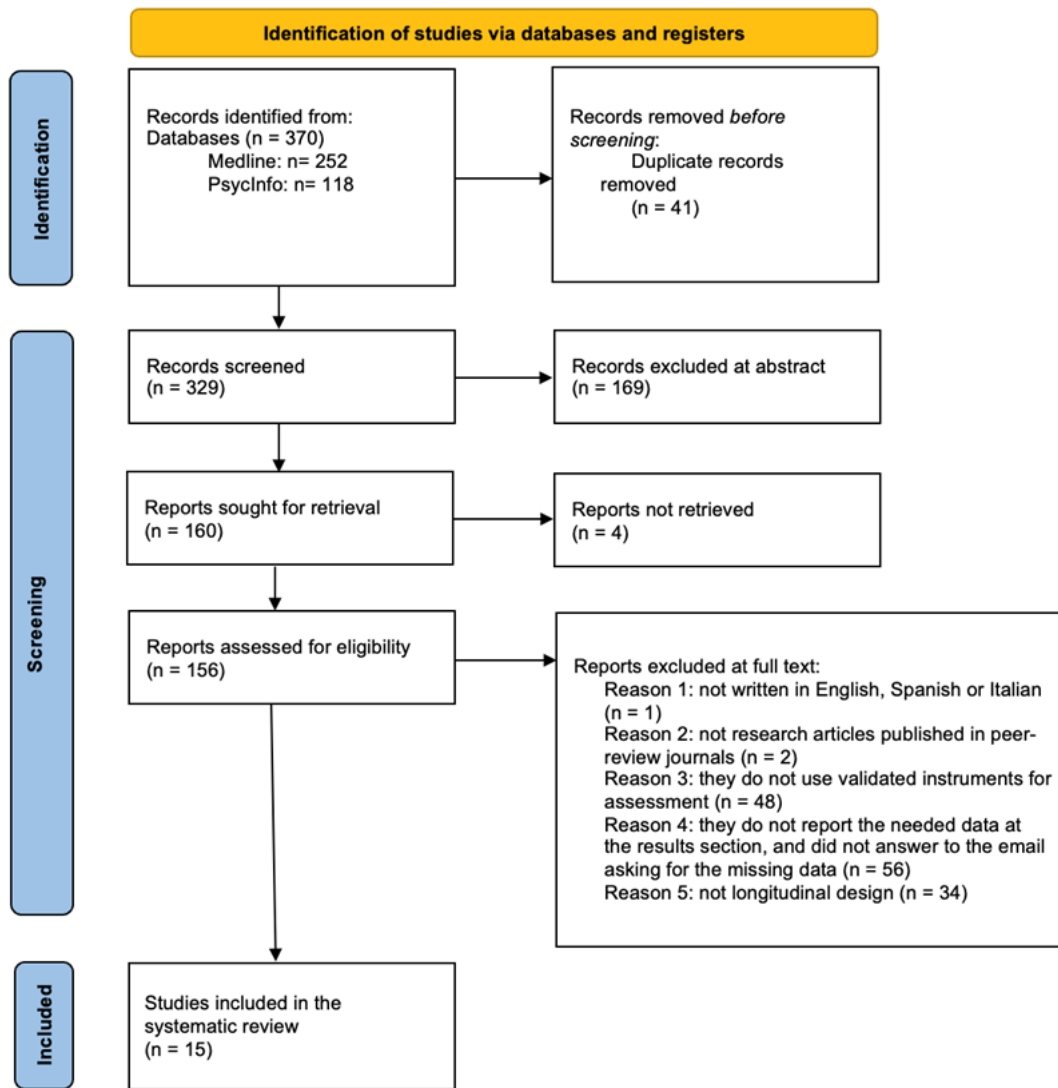 Identification of studies via databases and registers
Identification
Records identified from:
Databases (n = 370)
Medline: n= 252
PsycInfo: n= 118
Records removed before
screening:
Duplicate records
removed
(n = 41)
Screening
Records screened
(n = 329)
Records excluded at abstract
(n = 169)
Reports sought for retrieval
(n = 160)
Reports not retrieved
(n = 4)
Reports assessed for eligibility
(n = 156)
Reports excluded at full text:
Reason 1: not written in English, Spanish or Italian
(n = 1)
Reason 2: not research articles published in peer-
review journals (n = 2)
Reason 3: they do not use validated instruments for
assessment (n = 48)
Reason 4: they do not report the needed data at
the results section, and did not answer to the email
asking for the missing data (n = 56)
Reason 5: not longitudinal design (n = 34)
Included
Studies included in the
systematic review
(n = 15)